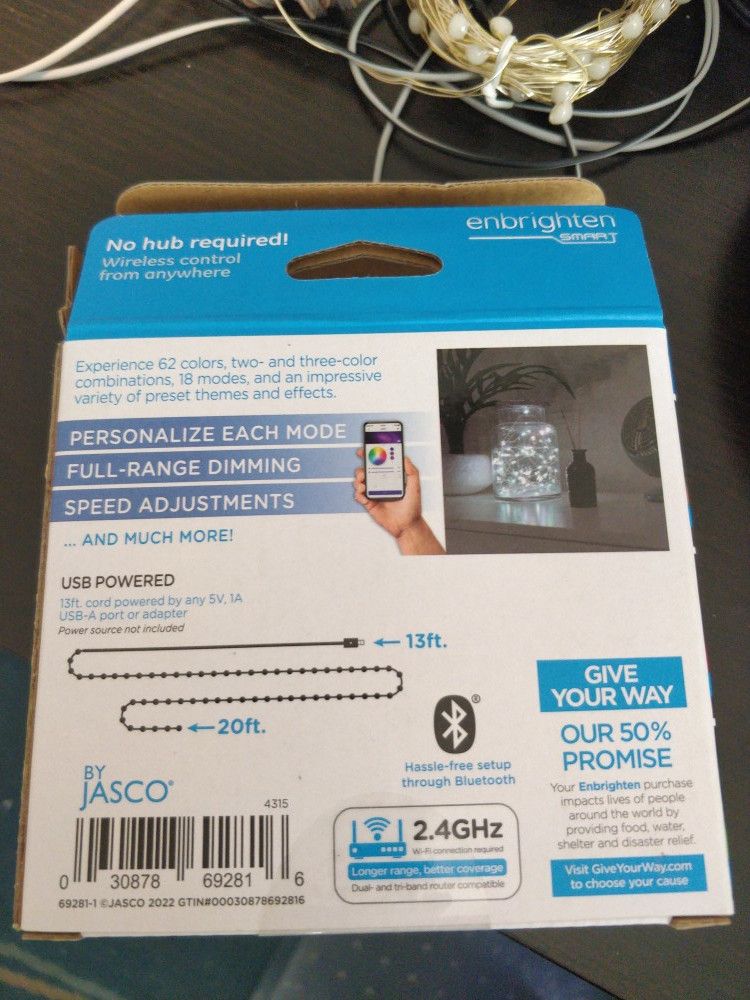 No hub required!
Wireless control
from anywhere
enbrighten
SMART
Experience 62 colors, two- and three-color
combinations, 18 modes, and an impressive
variety of preset themes and effects.
PERSONALIZE EACH MODE
FULL-RANGE DIMMING
SPEED ADJUSTMENTS
... AND MUCH MORE!
USB POWERED
13ft. cord powered by any 5V, 1A
USB-A port or adapter
Power source not included
13ft.
20ft.
®
Hassle-free setup
through Bluetooth
GIVE
YOUR WAY
OUR 50%
PROMISE
Your Enbrighten purchase
impacts lives of people
around the world by
providing food, water,
shelter and disaster relief.
Visit GiveYourWay.com
to choose your cause
BY
JASCO®
4315
0 30878 69281 6
69281-1 ©JASCO 2022 GTIN#00030878692816
2.4GHz
Wi-Fi connection required
Longer range, better coverage
Dual- and tri-band router compatible